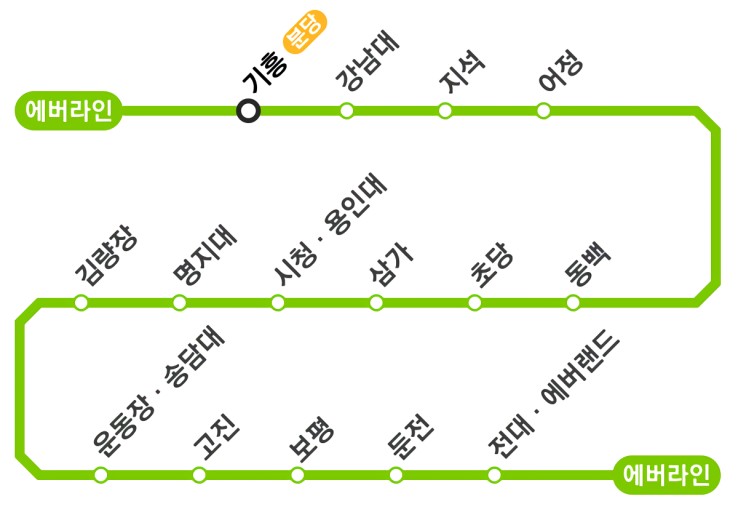 분당
에버라인
기흥
강남대
지석
어정
김량장
명지대
시청·용인대
삼가
초당
동백
운동장·송담대
고진
보평
둔전
전대·에버랜드
에버라인